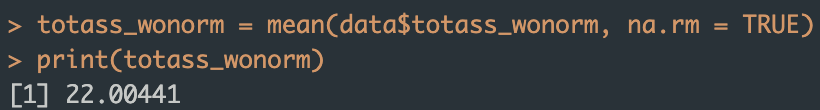 > totass_wonorm = mean(data$totass_wonorm, na.rm = TRUE)
> print(totass_wonorm)
[1] 22.00441